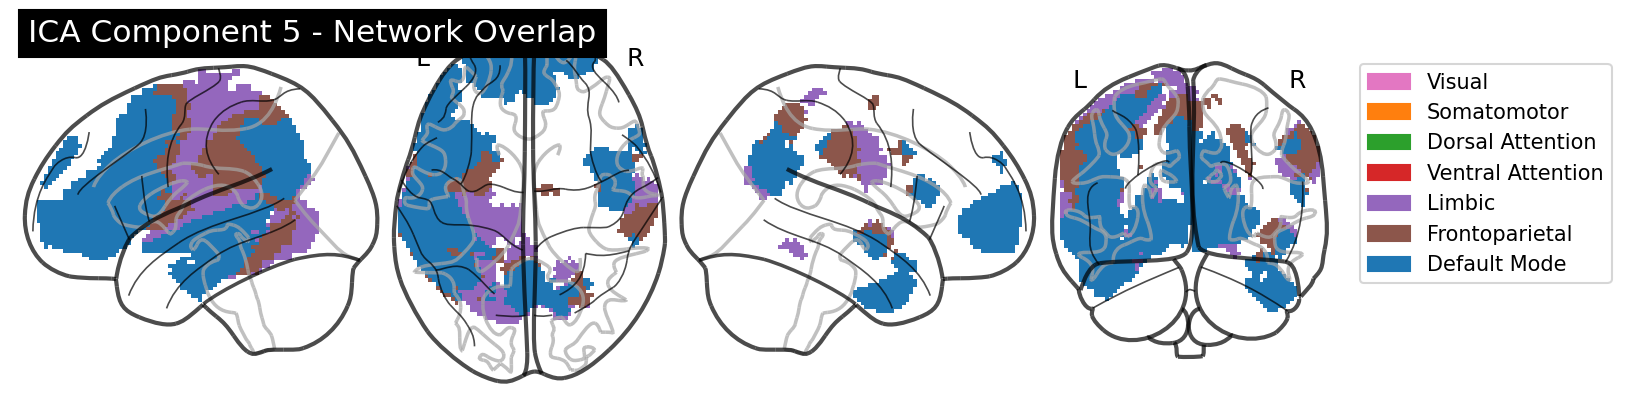 ICA Component 5 - Network Overlap
L
R
L
R
Visual
Somatomotor
Dorsal Attention
Ventral Attention
Limbic
Frontoparietal
Default Mode